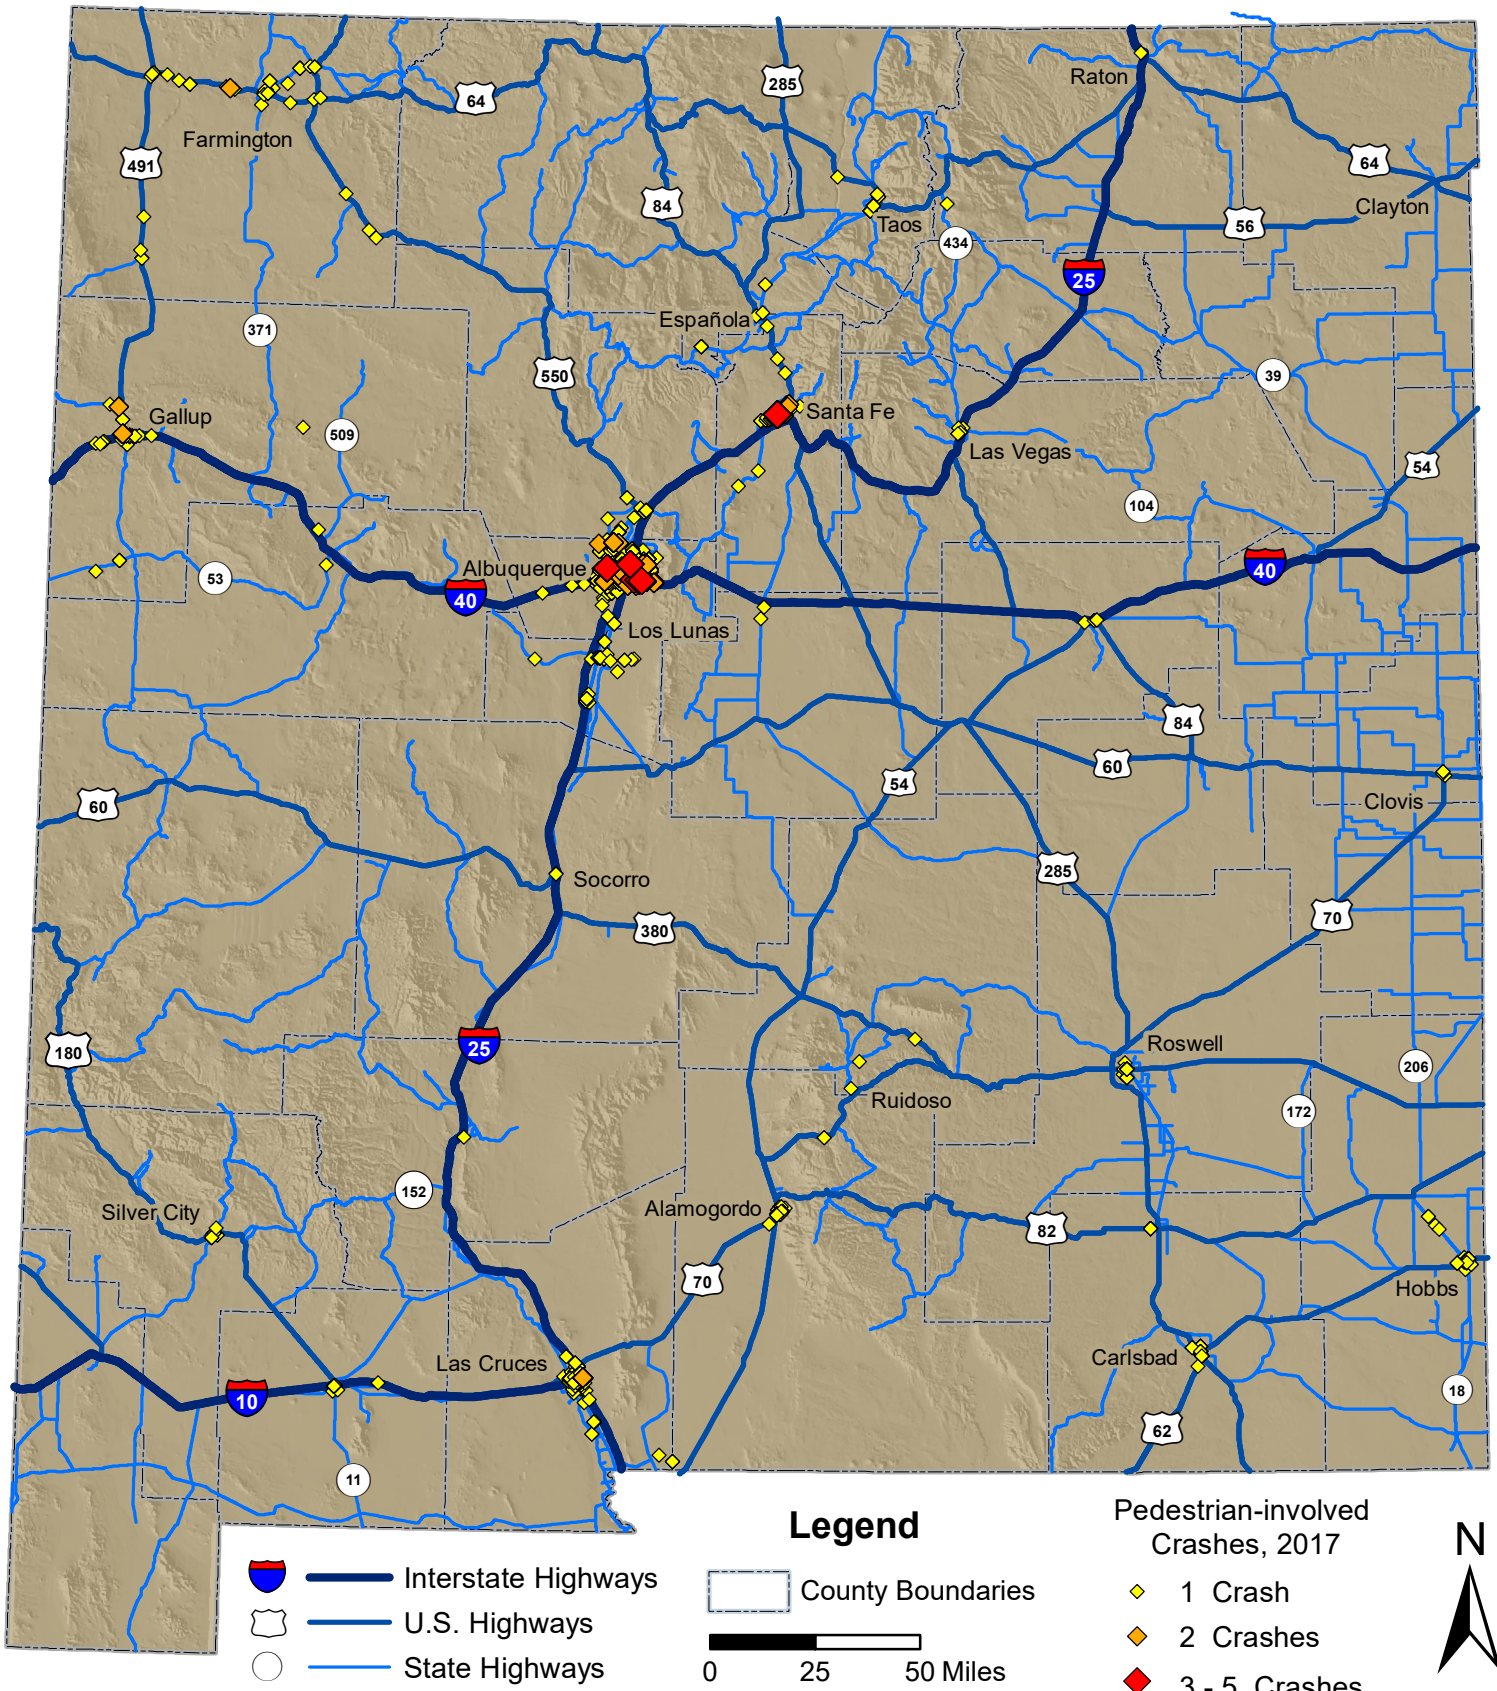 Raton
285
64
Farmington
491
64
84
Clayton
Taos
56
434
25
371
Española
550
39
Gallup
509
Santa Fe
Las Vegas
54
104
Albuquerque
40
53
40
Los Lunas
84
60
54
60
Clovis
285
Socorro
70
380
25
Roswell
180
206
Ruidoso
172
152
Silver City
Alamogordo
82
70
Hobbs
Las Cruces
Carlsbad
10
18
62
11
Legend
Interstate Highways
U.S. Highways
State Highways
County Boundaries
0 25 50 Miles
Pedestrian-involved
Crashes, 2017
1 Crash
2 Crashes
3 - 5 Crashes
N